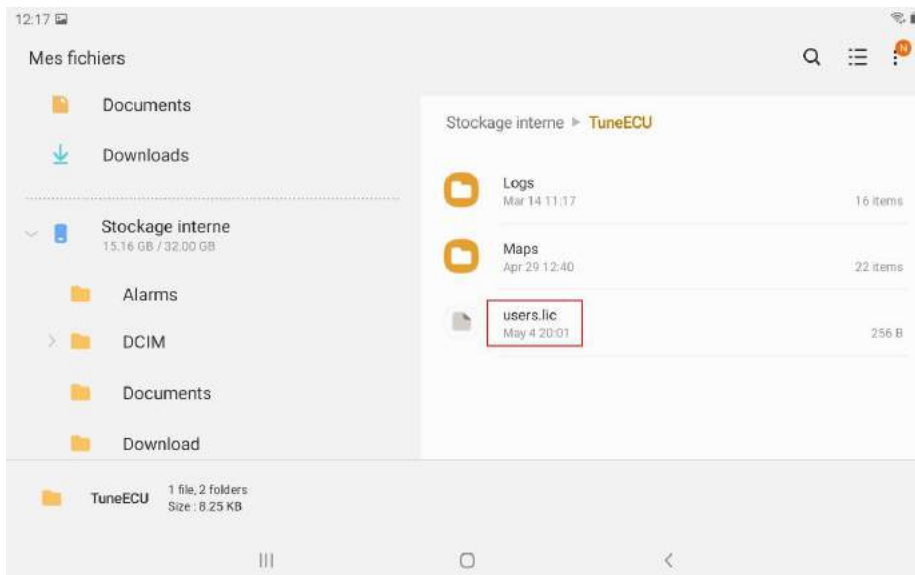 12:17
Mes fichiers
N
Documents
Downloads
Stockage interne
15.16 GB / 32.00 GB
Alarms
DCIM
Documents
Download
Stockage interne TuneECU
Logs
Mar 14 11:17
16 items
Maps
Apr 29 12:40
22 items
users.lic
May 4 20:01
256 B
TuneECU
1 file, 2 folders
Size : 8.25 KB